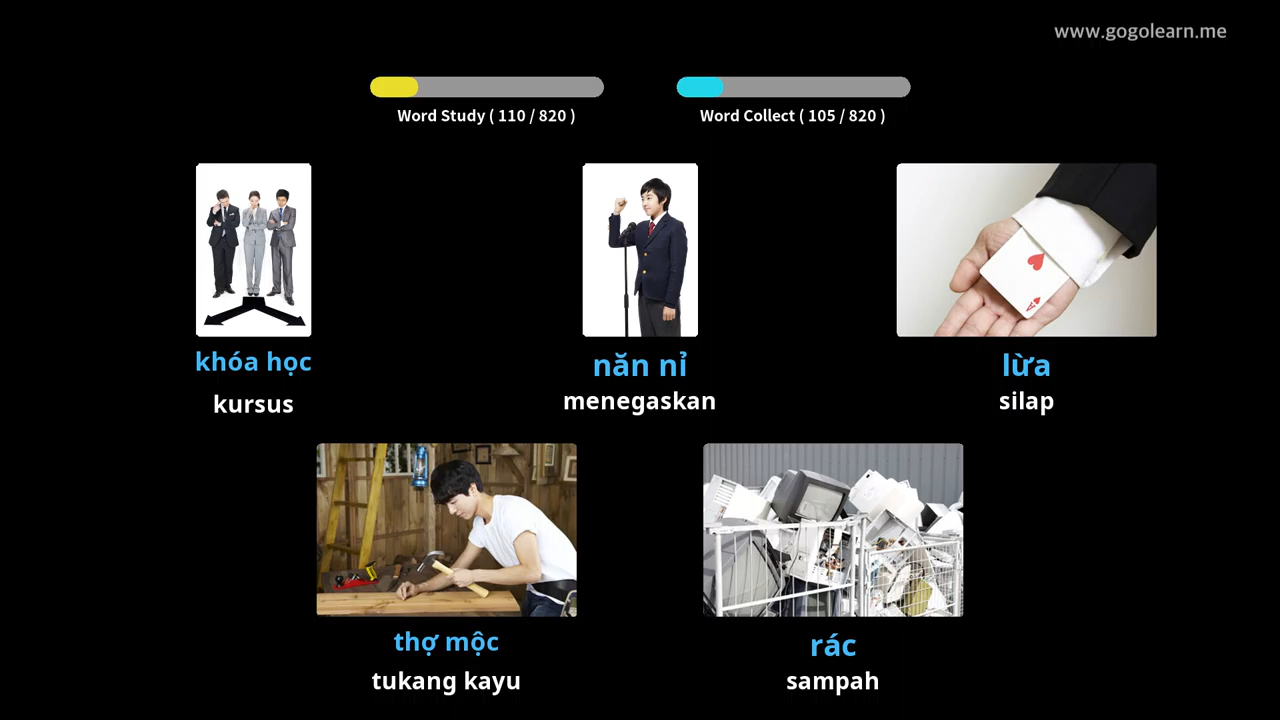 www.gogolearn.me
Word Study ( 110 / 820 )
Word Collect ( 105 / 820 )
khóa học
kursus
năn nỉ
menegaskan
lừa
silap
thợ mộc
tukang kayu
rác
sampah